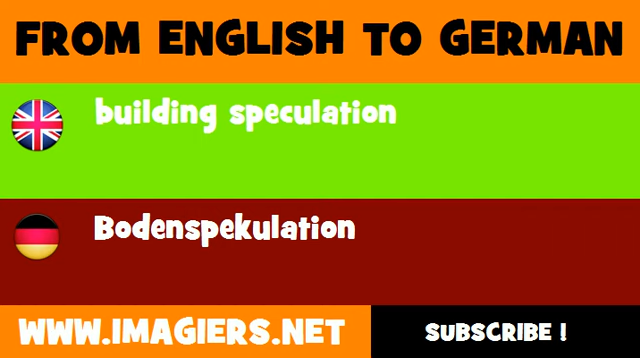 FROM ENGLISH TO GERMAN
building speculation
Bodenspekulation
WWW.IMAGIERS.NET
SUBSCRIBE !